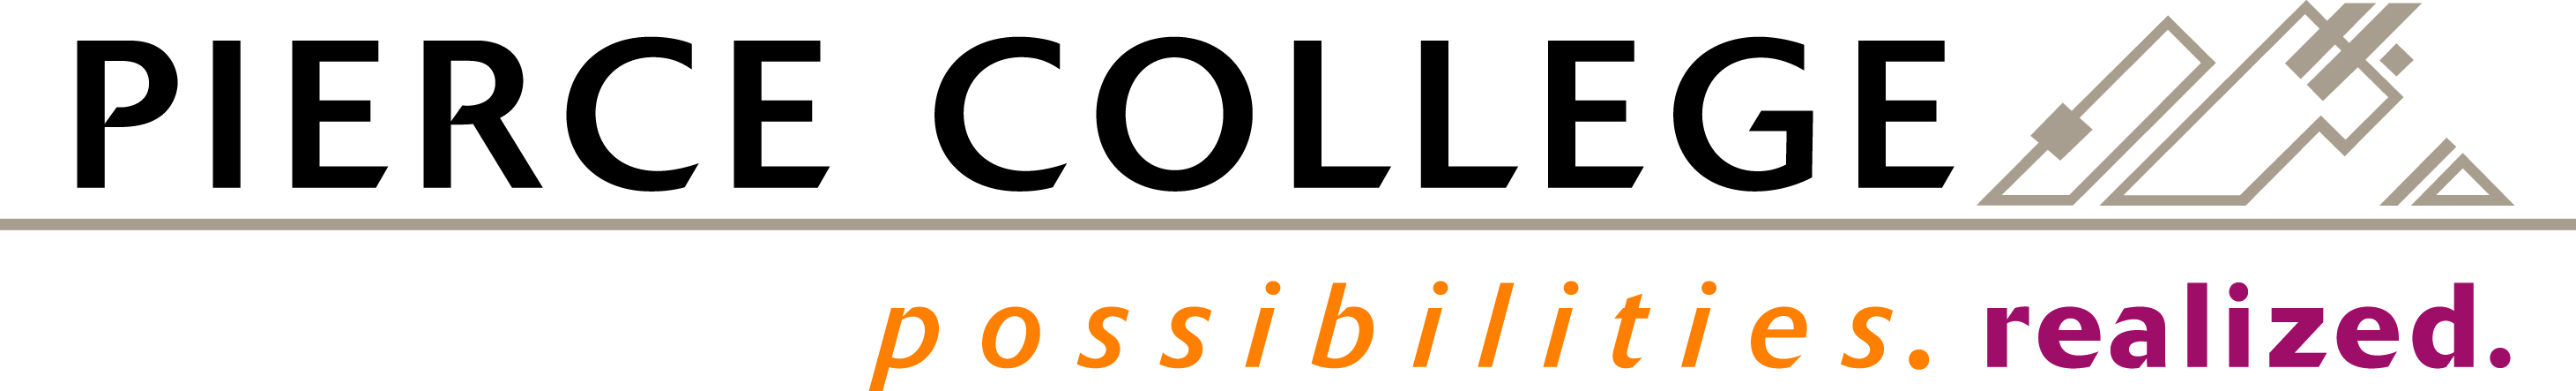 PIERCE COLLEGE
possibilities. realized.